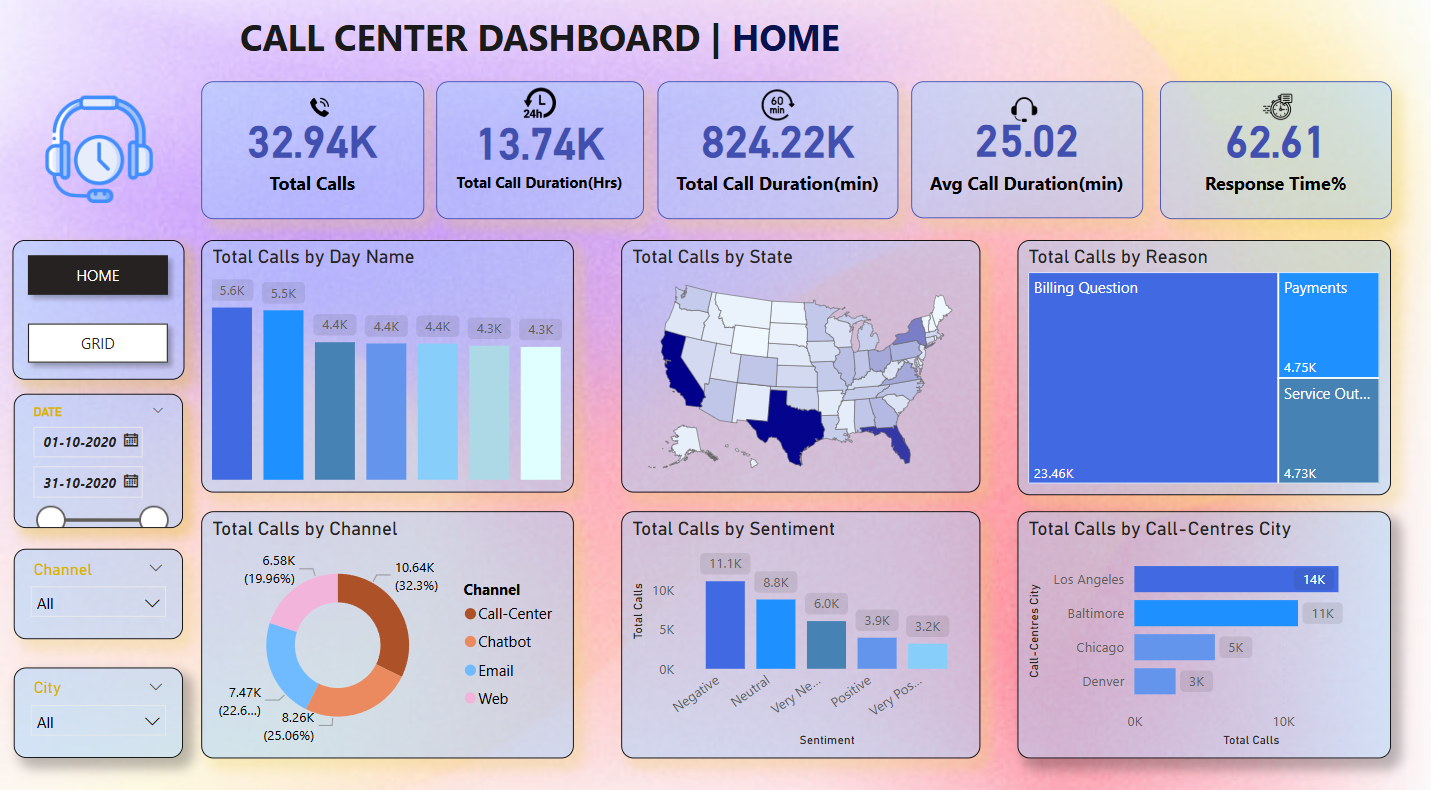 CALL CENTER DASHBOARD | HOME
32.94K
Total Calls
24h
13.74K
Total Call Duration(Hrs)
60
min
824.22K
Total Call Duration(min)
25.02
Avg Call Duration(min)
62.61
Response Time%
HOME
GRID
DATE
01-10-2020
31-10-2020
Channel
All
City
All
Total Calls by Day Name
5.6K
5.5K
4.4K
4.4K
4.4K
4.3K
4.3K
Total Calls by State
Total Calls by Reason
Billing Question
23.46K
Payments
4.75K
Service Out...
4.73K
Total Calls by Channel
6.58K
(19.96%)
10.64K
(32.3%)
7.47K
(22.6...)
8.26K
(25.06%)
Channel
Call-Center
Chatbot
Email
Web
Total Calls by Sentiment
Total Calls
10K
5K
0K
11.1K
8.8K
6.0K
3.9K
3.2K
Negative
Neutral
Very Ne...
Positive
Very Pos...
Sentiment
Total Calls by Call-Centres City
Call-Centres City
Los Angeles
14K
Baltimore
11K
Chicago
5K
Denver
3K
0K
10K
Total Calls